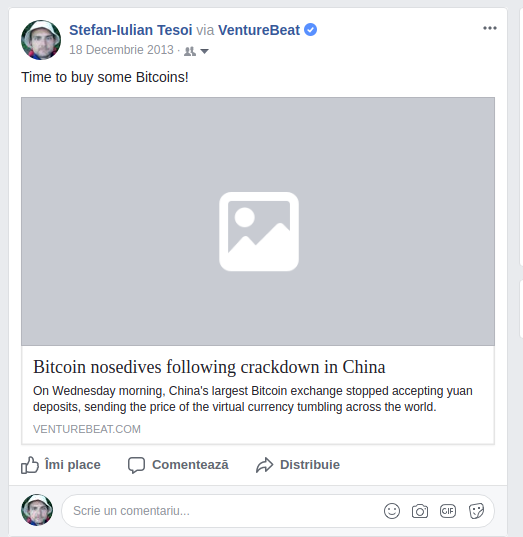 Stefan-Iulian Tesoi via VentureBeat
18 Decembrie 2013 ·
Time to buy some Bitcoins!
Bitcoin nosedives following crackdown in China
On Wednesday morning, China's largest Bitcoin exchange stopped accepting yuan
deposits, sending the price of the virtual currency tumbling across the world.
VENTUREBEAT.COM
Îmi place Comentează Distribuie
Scrie un comentariu... GIF